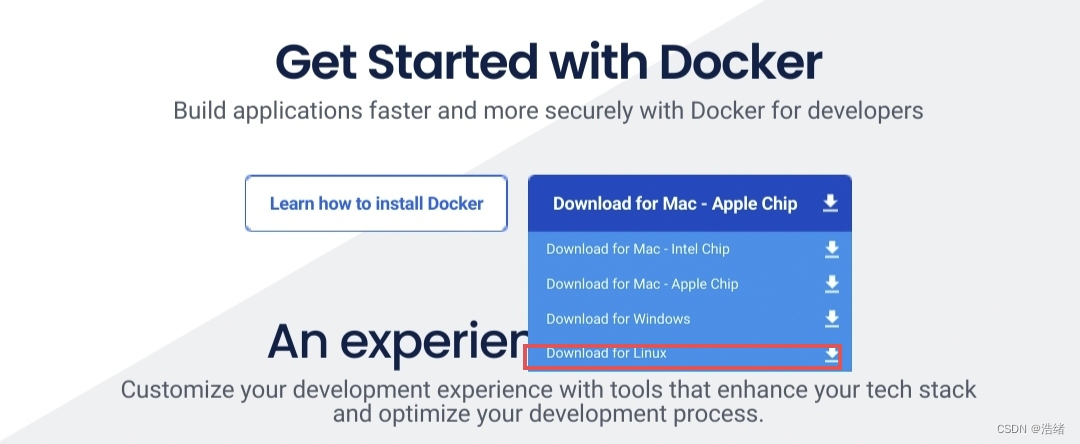 Get Started with Docker
Build applications faster and more securely with Docker for developers
Learn how to install Docker
Download for Mac - Apple Chip
Download for Mac - Intel Chip
Download for Mac - Apple Chip
Download for Windows
Download for Linux
An experien
Customize your development experience with tools that enhance your tech stack
and optimize your development process.
CSDN @浩绪